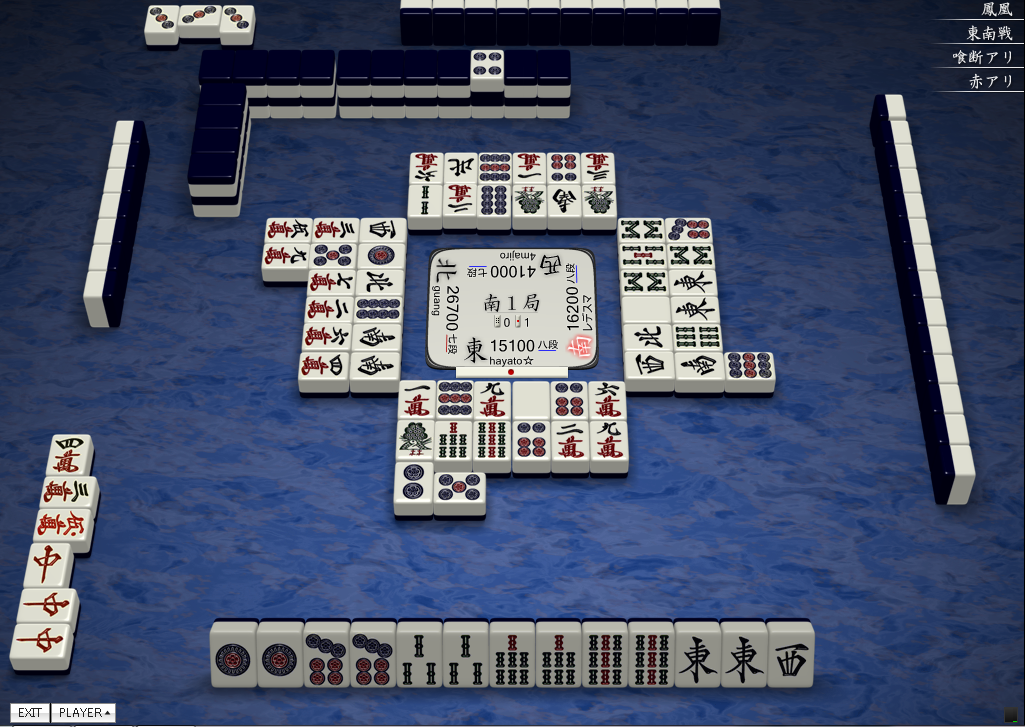 鳳凰
東南戦
喰断アリ
赤アリ
4majiro
西
41000 七段
北
guang
26700 七段
南1局
0 1
16200 八段
レデスマ
南
東
15100 八段
hayato☆
EXIT
PLAYER